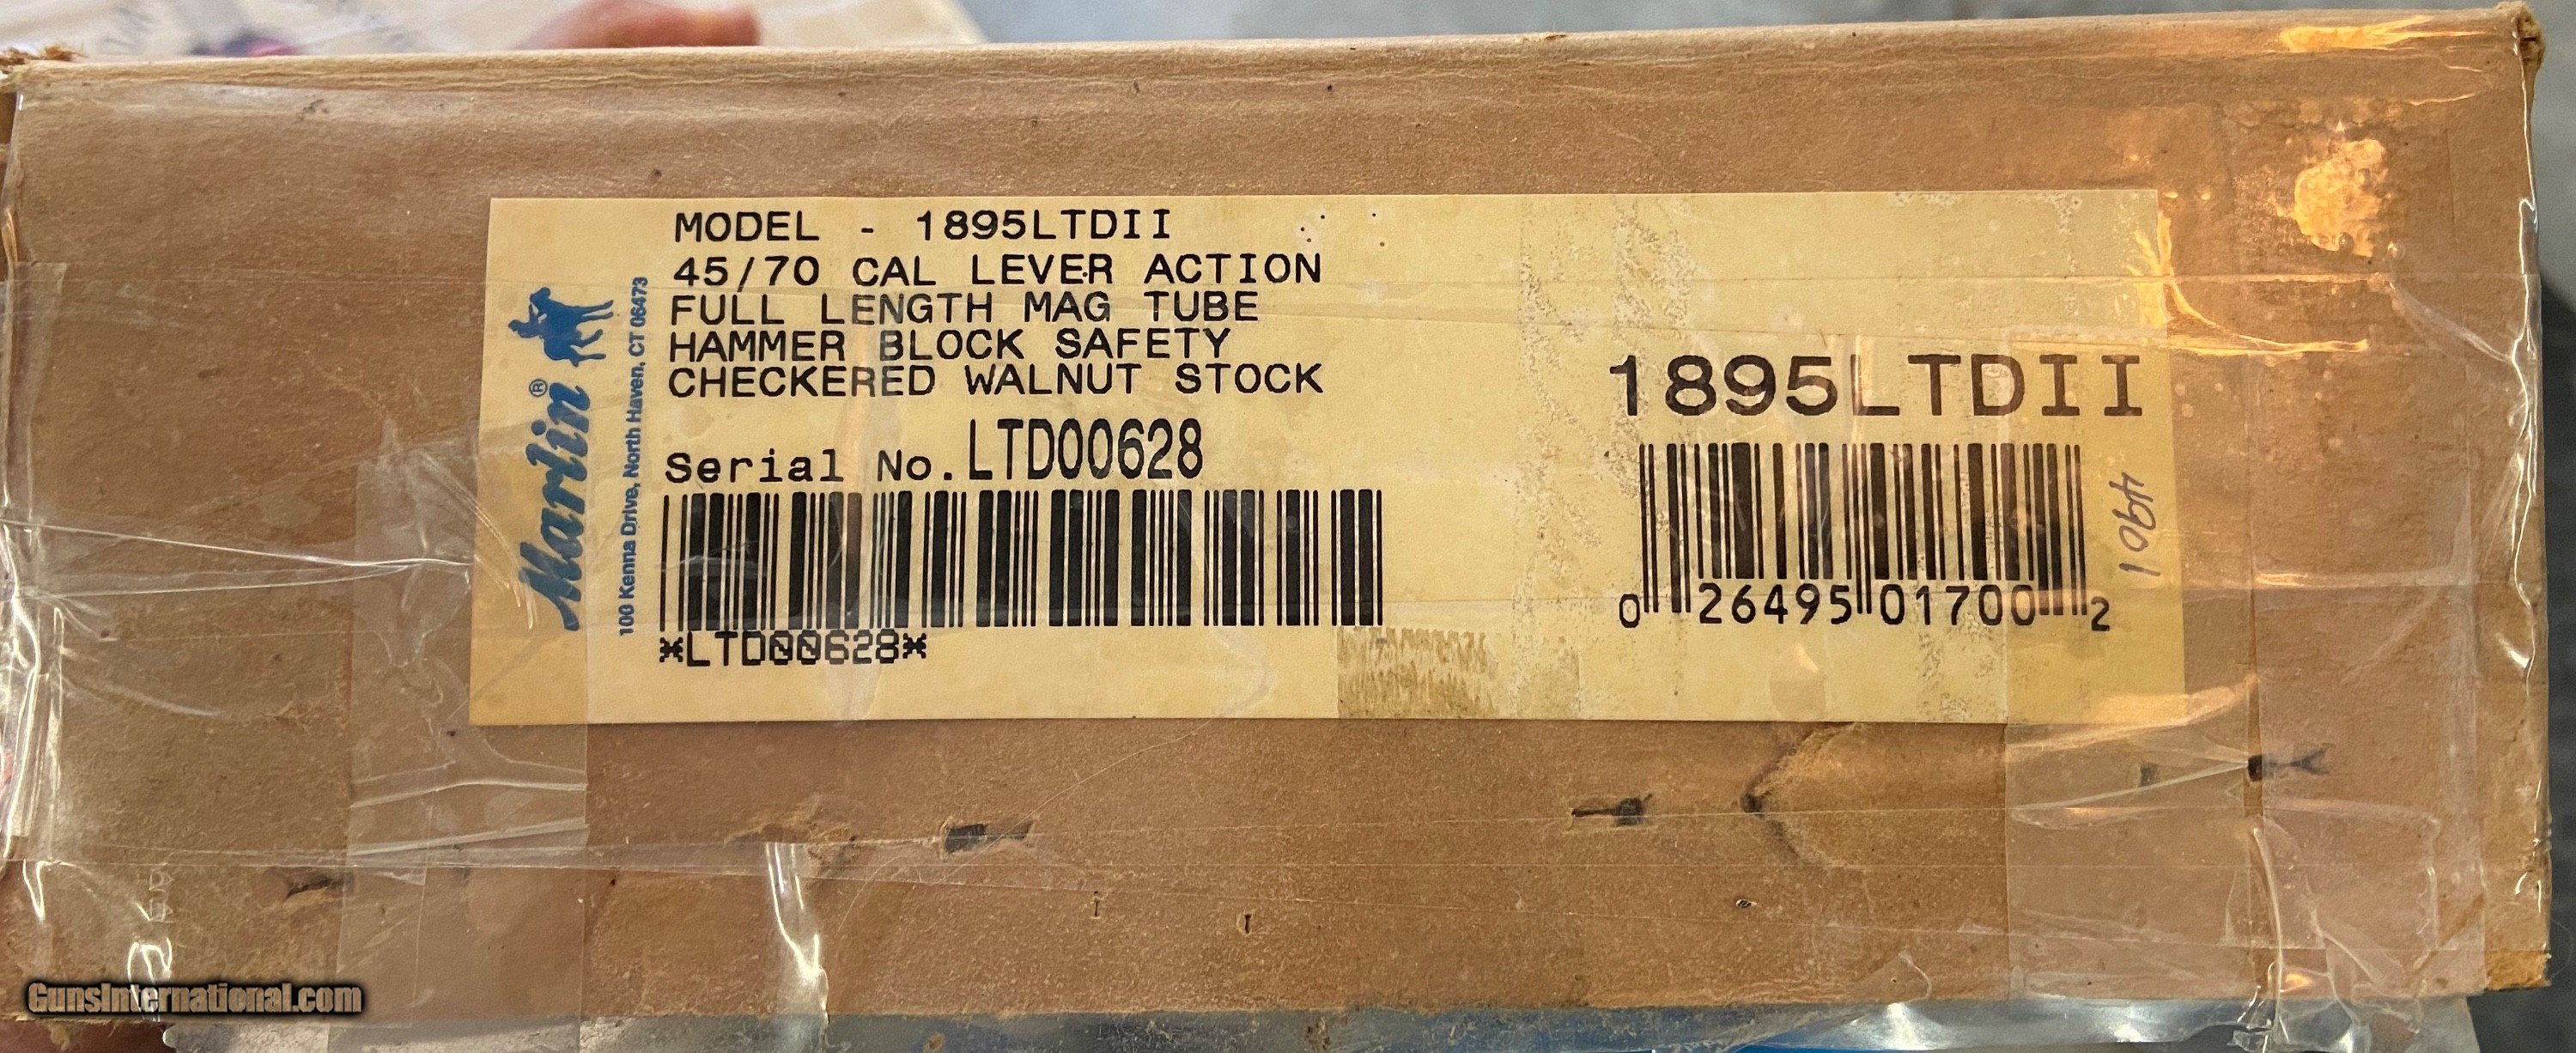 MODEL - 1895LTDII
45/70 CAL LEVER ACTION
FULL LENGTH MAG TUBE
HAMMER BLOCK SAFETY
CHECKERED WALNUT STOCK
Serial No. LTD00628
*LTD00628*
Marlin®
100 Kenna Drive, North Haven, CT 06473
1895LTDII
0 26495 01700 2
4901
GunsInternational.com